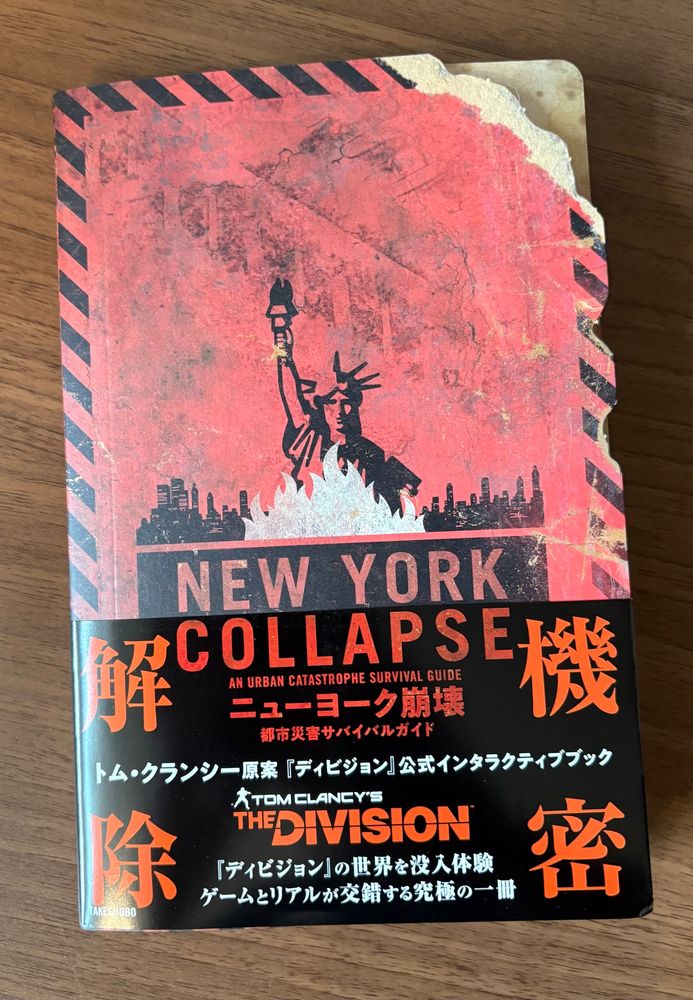 NEW YORK
COLLAPSE
AN URBAN CATASTROPHE SURVIVAL GUIDE
ニューヨーク崩壊
都市災害サバイバルガイド
機密
解除
トム・クランシー原案『ディビジョン』公式インタラクティブブック
TOM CLANCY'S
THE DIVISION™
『ディビジョン』の世界を没入体験
ゲームとリアルが交錯する究極の一冊
TAKESHOBO